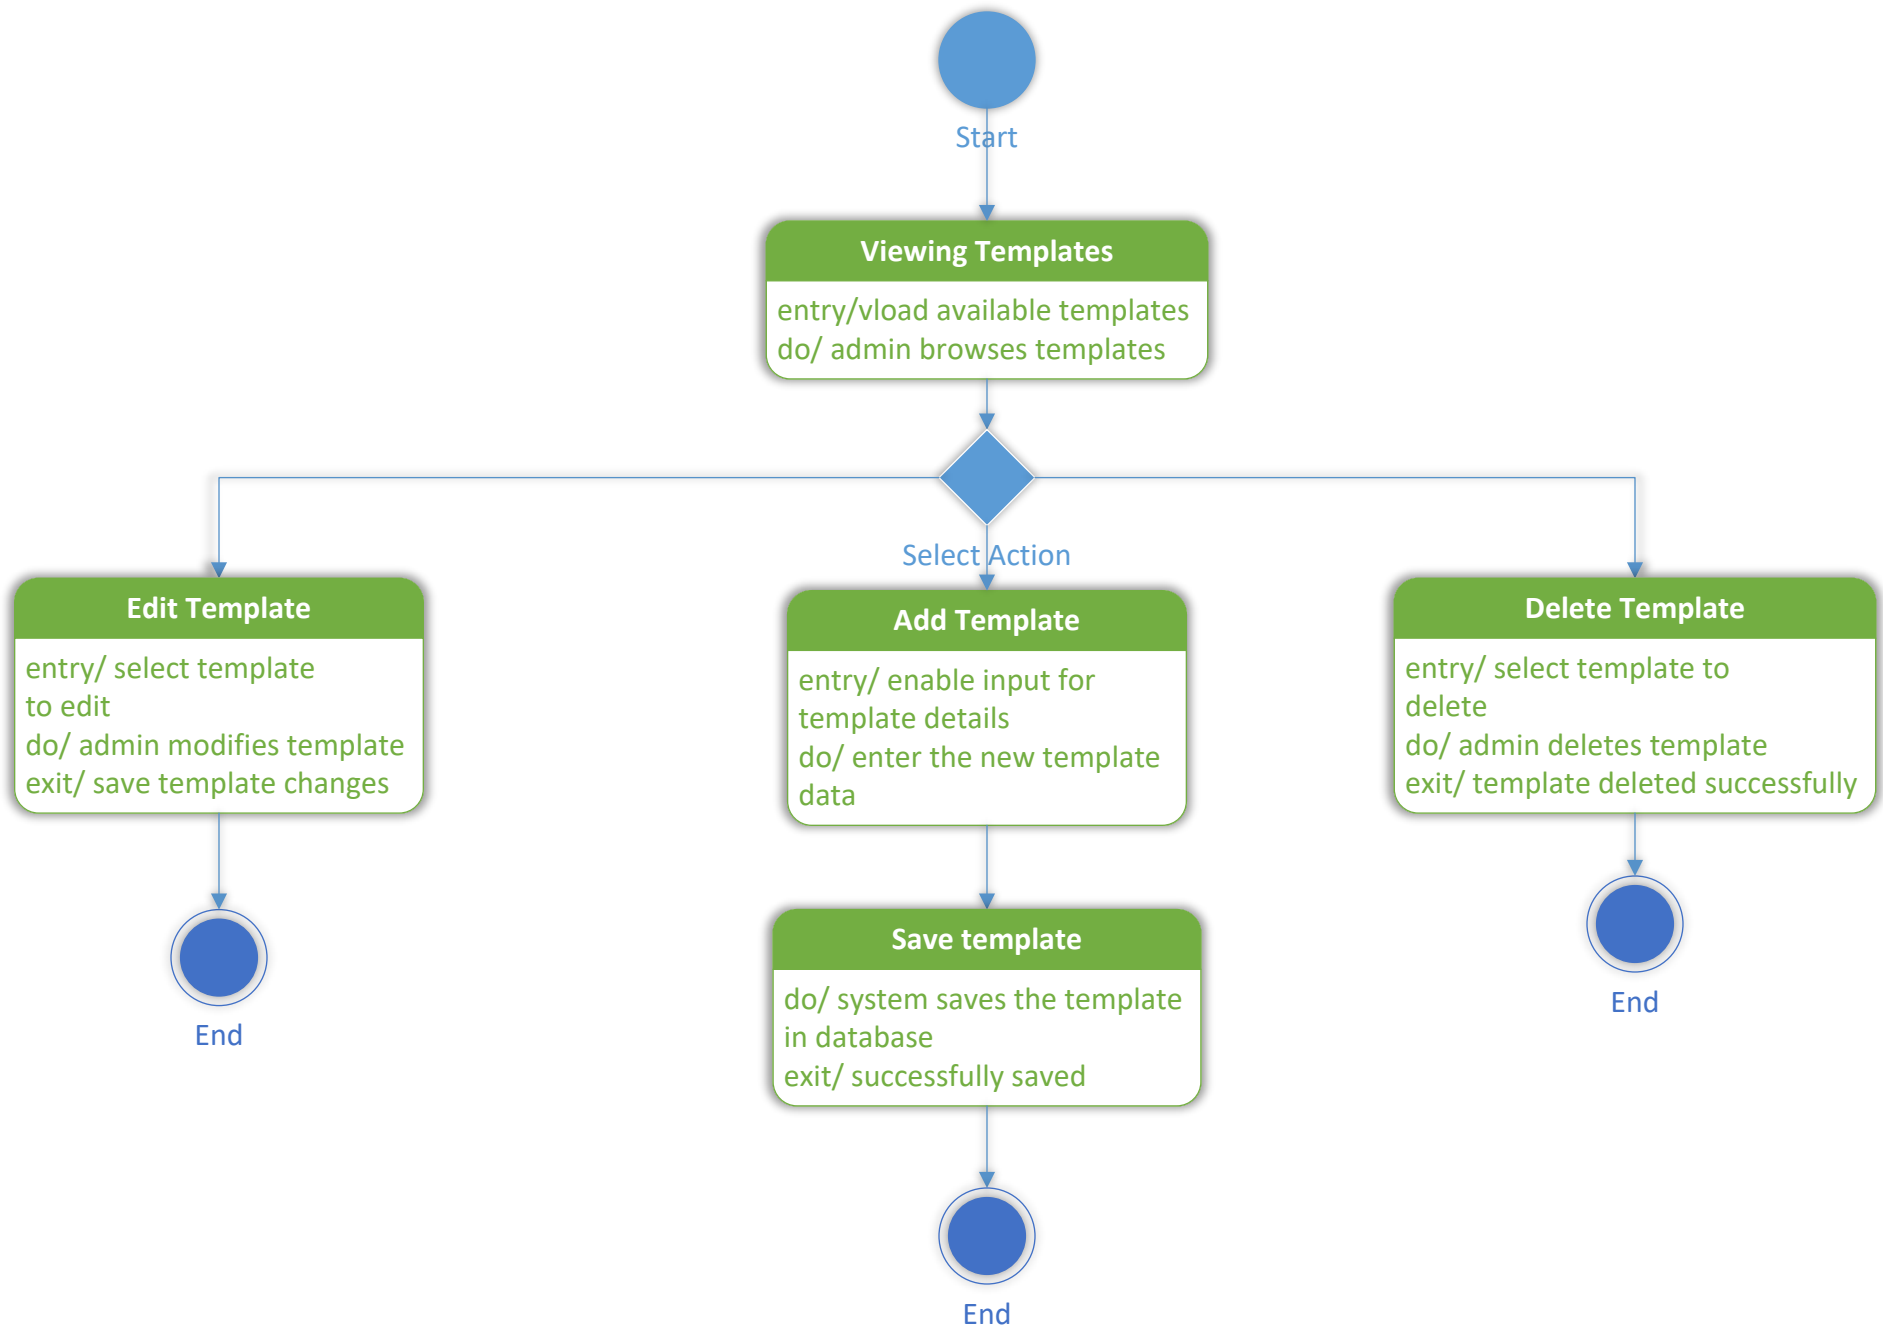 Start
Viewing Templates
entry/vload available templates
do/ admin browses templates
Select Action
Edit Template
entry/ select template
to edit
do/ admin modifies template
exit/ save template changes
End
Add Template
entry/ enable input for
template details
do/ enter the new template
data
Save template
do/ system saves the template
in database
exit/ successfully saved
End
Delete Template
entry/ select template to
delete
do/ admin deletes template
exit/ template deleted successfully
End